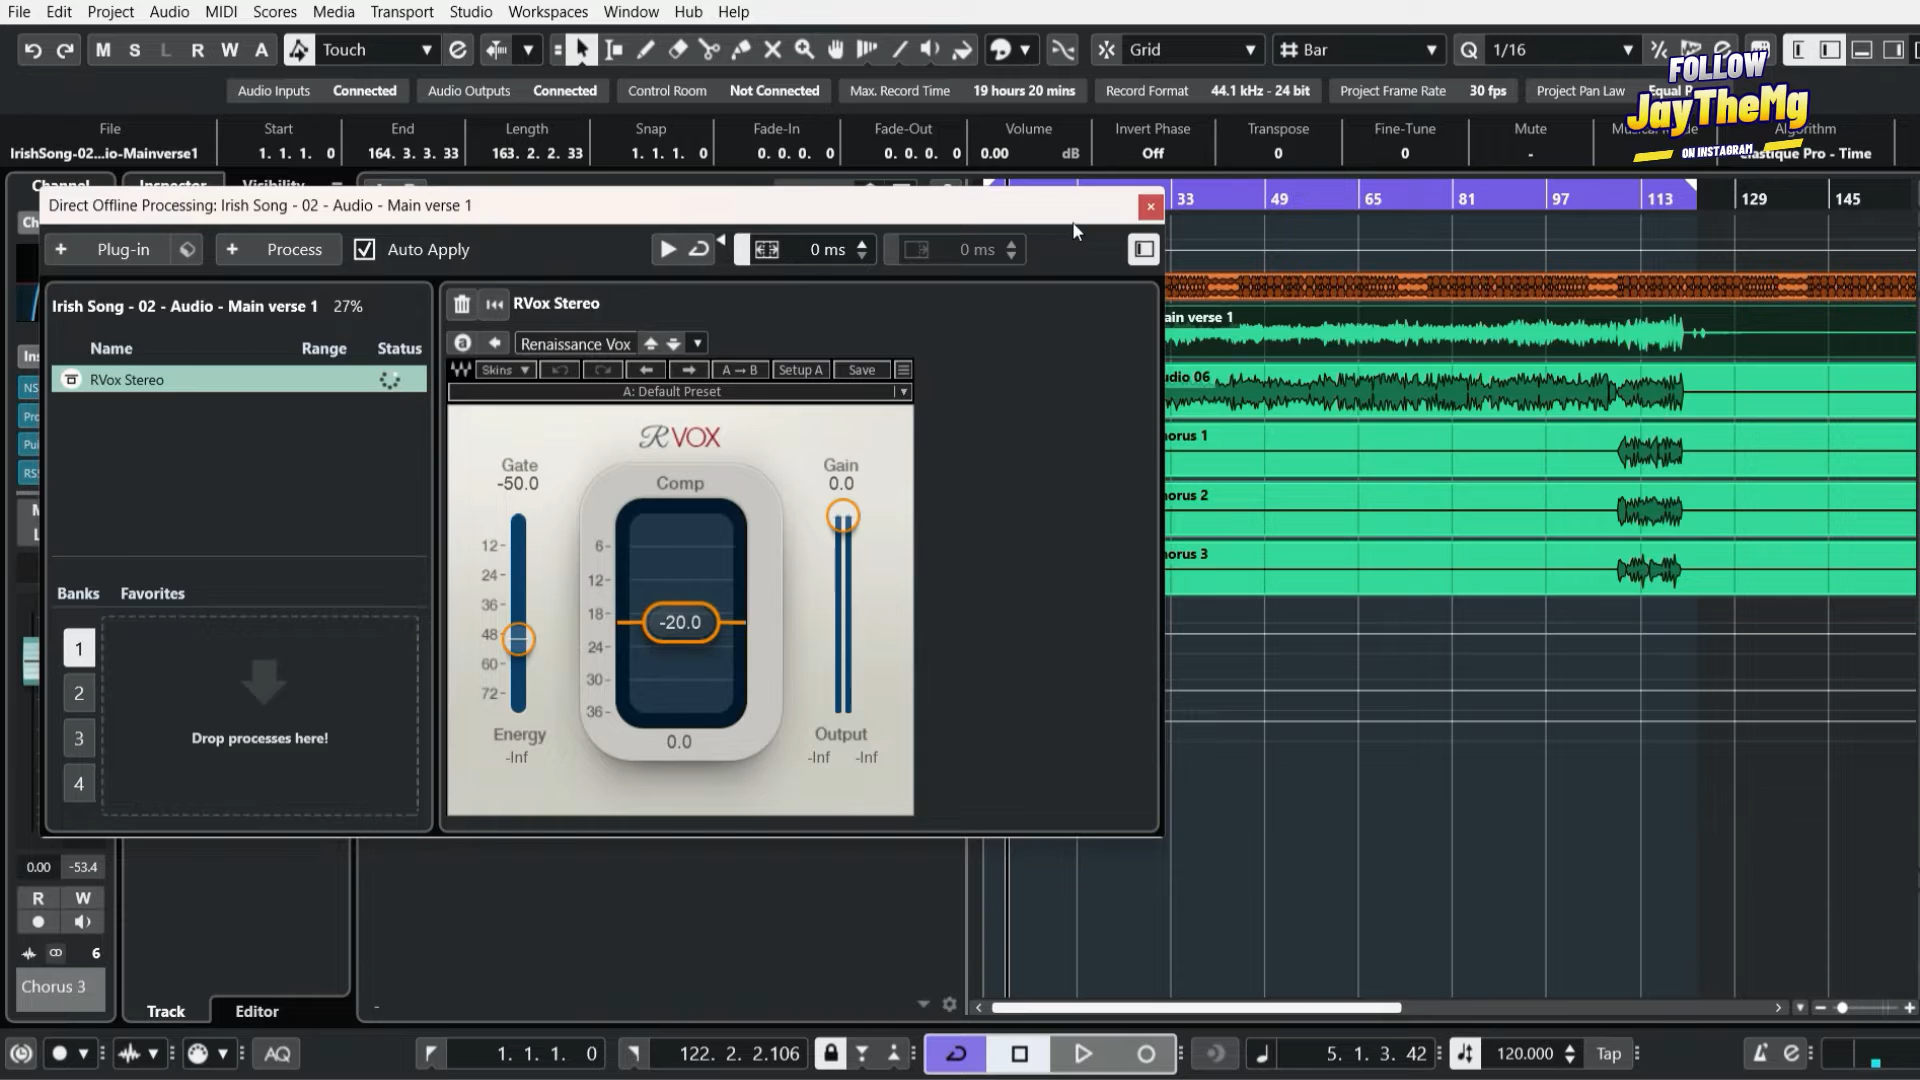 File Edit Project Audio MIDI Scores Media Transport Studio Workspaces Window Hub Help
M S L R W A Touch Grid Bar Q 1/16
Audio Inputs Connected Audio Outputs Connected Control Room Not Connected Max. Record Time 19 hours 20 mins Record Format 44.1 kHz - 24 bit Project Frame Rate 30 fps Project Pan Law Equal P
FOLLOW
JayTheMg
ON INSTAGRAM
File Start End Length Snap Fade-In Fade-Out Volume Invert Phase Transpose Fine-Tune Mute Algorithm
IrishSong-02...io-Mainverse1 1. 1. 1. 0 164. 3. 3. 33 163. 2. 2. 33 1. 1. 1. 0 0. 0. 0. 0 0. 0. 0. 0 0.00 dB Off 0 0 - élastique Pro - Time
Channel Inspector Visibility
33 49 65 81 97 113 129 145
Direct Offline Processing: Irish Song - 02 - Audio - Main verse 1
+ Plug-in + Process Auto Apply 0 ms 0 ms
Irish Song - 02 - Audio - Main verse 1 27%
Name Range Status
RVox Stereo
RVox Stereo
a Renaissance Vox
Skins A → B Setup A Save
A: Default Preset
RVOX
Gate
-50.0
Comp
Gain
0.0
12
24
36
48
60
72
6
12
18
24
30
36
-20.0
0.0
Energy
-Inf
Output
-Inf -Inf
Banks Favorites
1
2
3
4
Drop processes here!
ain verse 1
udio 06
horus 1
horus 2
horus 3
Ch
Ins
NS
Pro
Pui
RS
M
L
0.00 -53.4
R W
6
Chorus 3
Track Editor
-
AQ 1. 1. 1. 0 122. 2. 2.106 5. 1. 3. 42 120.000 Tap